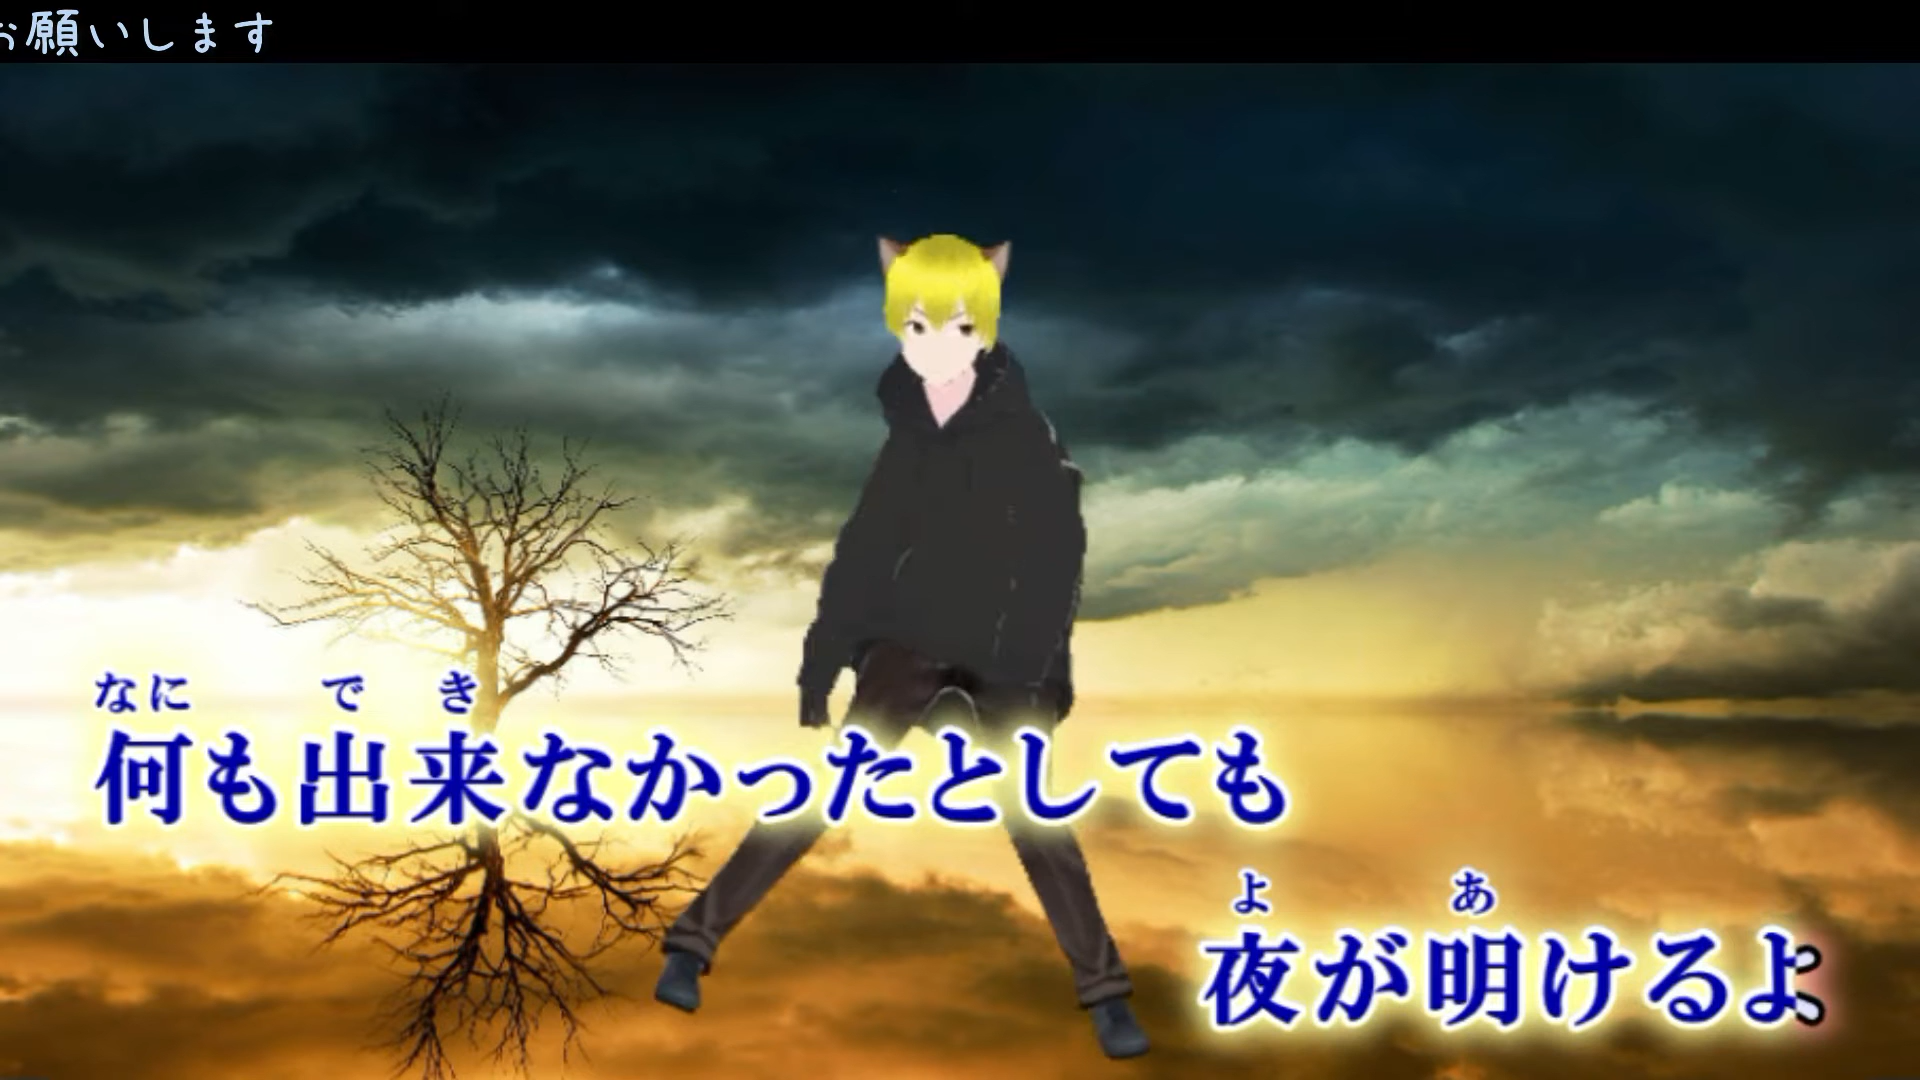 お願いします
なに でき
何も出来なかったとしても
よ あ
夜が明けるよ